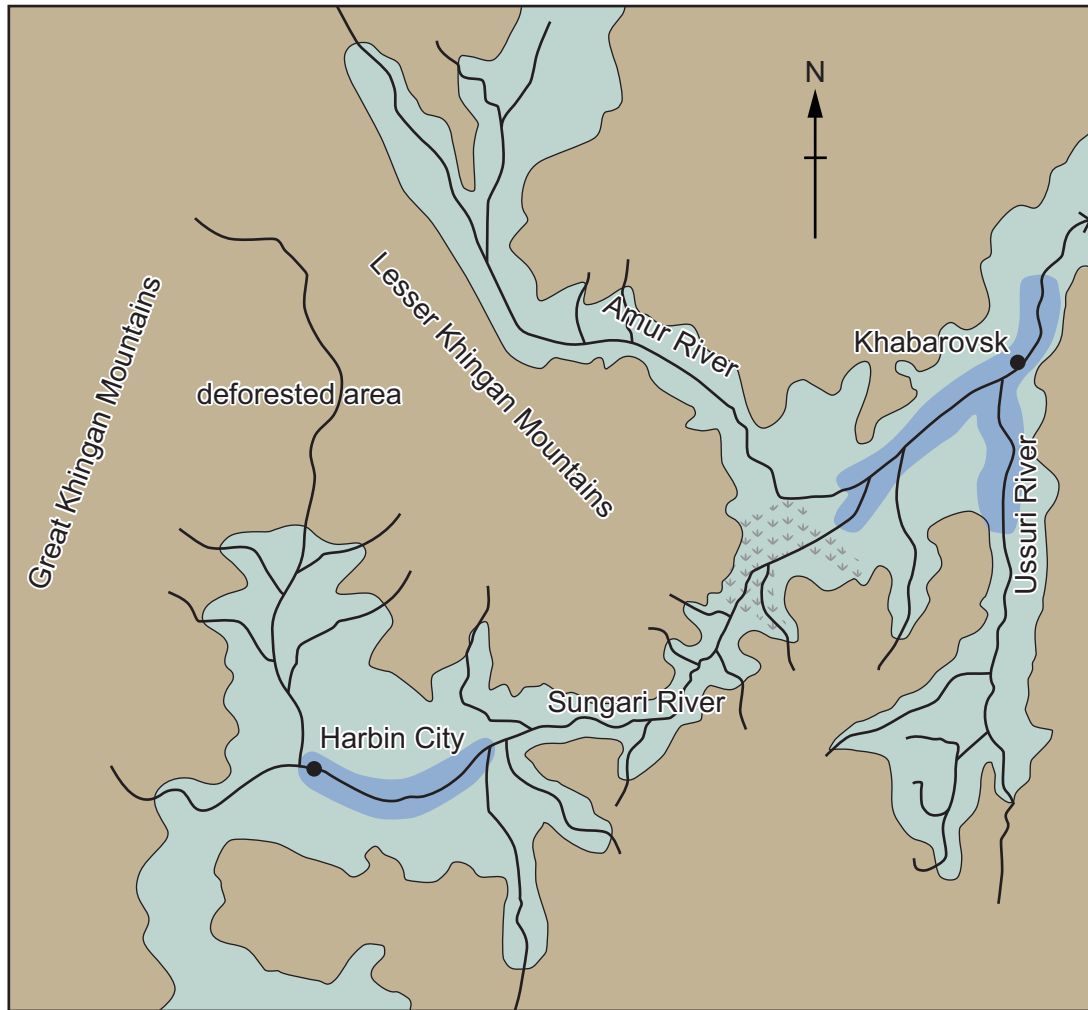 N
Lesser Khingan Mountains
Great Khingan Mountains
Amur River
Khabarovsk
deforested area
Ussuri River
Sungari River
Harbin City